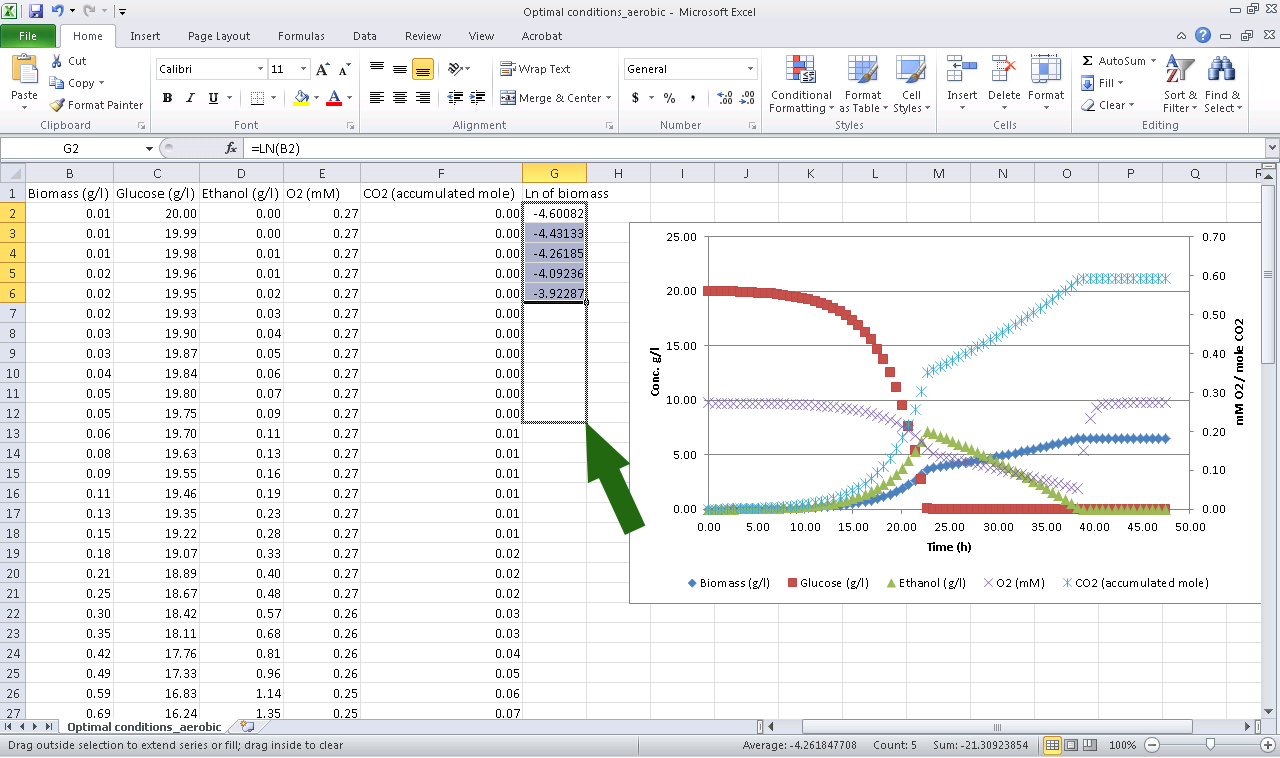 Optimal conditions_aerobic - Microsoft Excel
File Home Insert Page Layout Formulas Data Review View Acrobat
Paste Cut Copy Format Painter Clipboard
Calibri 11 B I U A A A Font
Wrap Text Merge & Center Alignment
General $ % , .00 .0 Number
Conditional Formatting Format as Table Cell Styles Styles
Insert Delete Format Cells
Σ AutoSum Fill Clear Sort & Filter Find & Select Editing
G2 fx =LN(B2)
B C D E F G H I J K L M N O P Q R
1 Biomass (g/l) Glucose (g/l) Ethanol (g/l) O2 (mM) CO2 (accumulated mole) Ln of biomass
2 0.01 20.00 0.00 0.27 0.00 -4.60082
3 0.01 19.99 0.00 0.27 0.00 -4.43133
4 0.01 19.98 0.01 0.27 0.00 -4.26185
5 0.02 19.96 0.01 0.27 0.00 -4.09236
6 0.02 19.95 0.02 0.27 0.00 -3.92287
7 0.02 19.93 0.03 0.27 0.00
8 0.03 19.90 0.04 0.27 0.00
9 0.03 19.87 0.05 0.27 0.00
10 0.04 19.84 0.06 0.27 0.00
11 0.05 19.80 0.07 0.27 0.00
12 0.05 19.75 0.09 0.27 0.00
13 0.06 19.70 0.11 0.27 0.01
14 0.08 19.63 0.13 0.27 0.01
15 0.09 19.55 0.16 0.27 0.01
16 0.11 19.46 0.19 0.27 0.01
17 0.13 19.35 0.23 0.27 0.01
18 0.15 19.22 0.28 0.27 0.01
19 0.18 19.07 0.33 0.27 0.02
20 0.21 18.89 0.40 0.27 0.02
21 0.25 18.67 0.48 0.27 0.02
22 0.30 18.42 0.57 0.26 0.03
23 0.35 18.11 0.68 0.26 0.03
24 0.42 17.76 0.81 0.26 0.04
25 0.49 17.33 0.96 0.26 0.05
26 0.59 16.83 1.14 0.25 0.06
27 0.69 16.24 1.35 0.25 0.07
25.00 0.70
0.60
20.00
0.50
15.00
0.40
0.30
10.00
0.20
5.00
0.10
0.00 0.00
Conc. g/l
mM O2 / mole CO2
0.00 5.00 10.00 15.00 20.00 25.00 30.00 35.00 40.00 45.00 50.00
Time (h)
Biomass (g/l) Glucose (g/l) Ethanol (g/l) O2 (mM) CO2 (accumulated mole)
Optimal conditions_aerobic
Drag outside selection to extend series or fill; drag inside to clear Average: -4.261847708 Count: 5 Sum: -21.30923854 100%